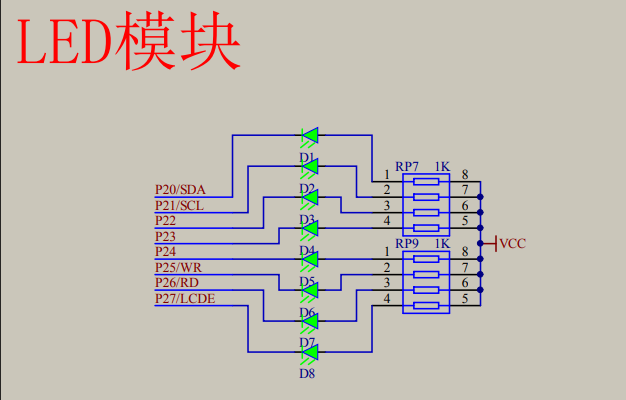 LED模块
D1
RP7 1K
1 8
P20/SDA
D2
2 7
P21/SCL
3 6
P22
D3
4 5
P23
RP9 1K
VCC
P24
D4
1 8
P25/WR
2 7
P26/RD
D5
3 6
P27/LCDE
4 5
D6
D7
D8